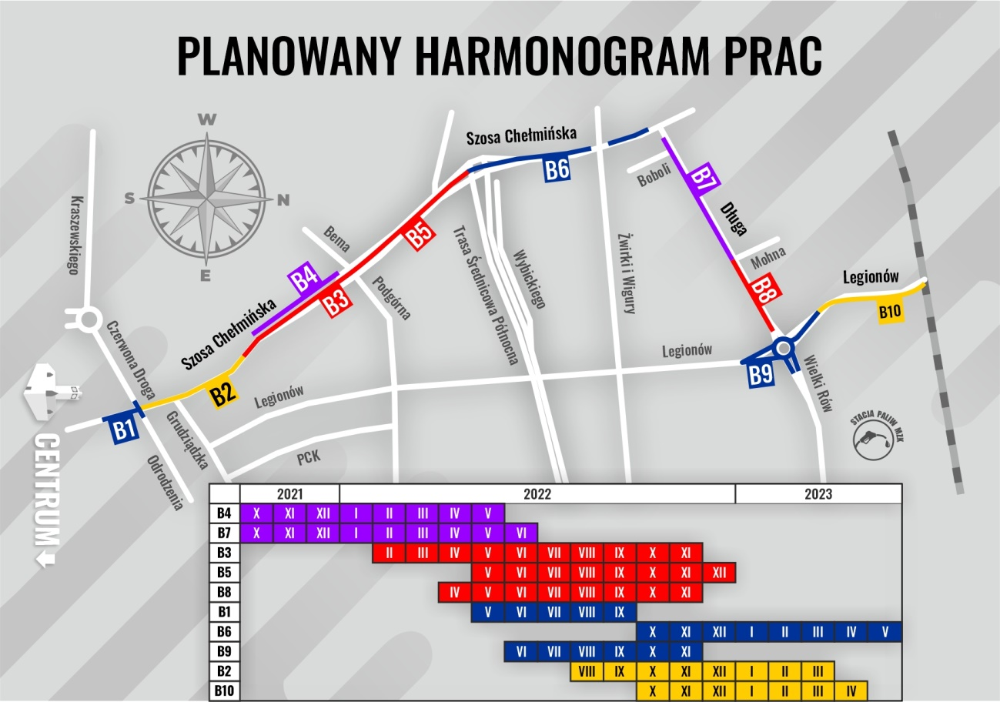 PLANOWANY HARMONOGRAM PRAC
W
S
N
E
Szosa Chełmińska
B6
Boboli
B7
Długa
Kraszewskiego
Bema
B5
B4
B3
Podgórna
Trasa Średnicowa Północna
Wybickiego
Żwirki i Wigury
Mohna
B8
Legionów
B10
Szosa Chełmińska
Czerwona Droga
B2
B1
Legionów
Legionów
B9
Wielki Rów
Grudziądzka
PCK
Odrodzenia
STACJA PALIW MZK
CENTRUM
2021 2022 2023
B4 X XI XII I II III IV V
B7 X XI XII I II III IV V VI
B3 II III IV V VI VII VIII IX X XI
B5 V VI VII VIII IX X XI XII
B8 IV V VI VII VIII IX X XI
B1 V VI VII VIII IX
B6 X XI XII I II III IV V
B9 VI VII VIII IX X XI
B2 VIII IX X XI XII I II III
B10 X XI XII I II III IV